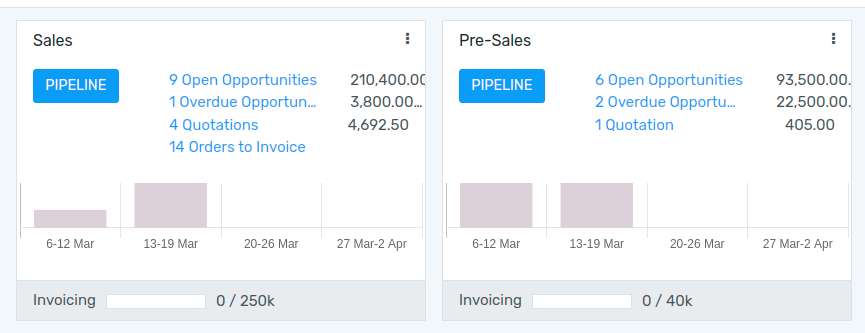 Sales
PIPELINE
9 Open Opportunities 210,400.00
1 Overdue Opportun... 3,800.00...
4 Quotations 4,692.50
14 Orders to Invoice
6-12 Mar 13-19 Mar 20-26 Mar 27 Mar-2 Apr
Invoicing 0 / 250k
Pre-Sales
PIPELINE
6 Open Opportunities 93,500.00...
2 Overdue Opportu... 22,500.00...
1 Quotation 405.00
6-12 Mar 13-19 Mar 20-26 Mar 27 Mar-2 Apr
Invoicing 0 / 40k